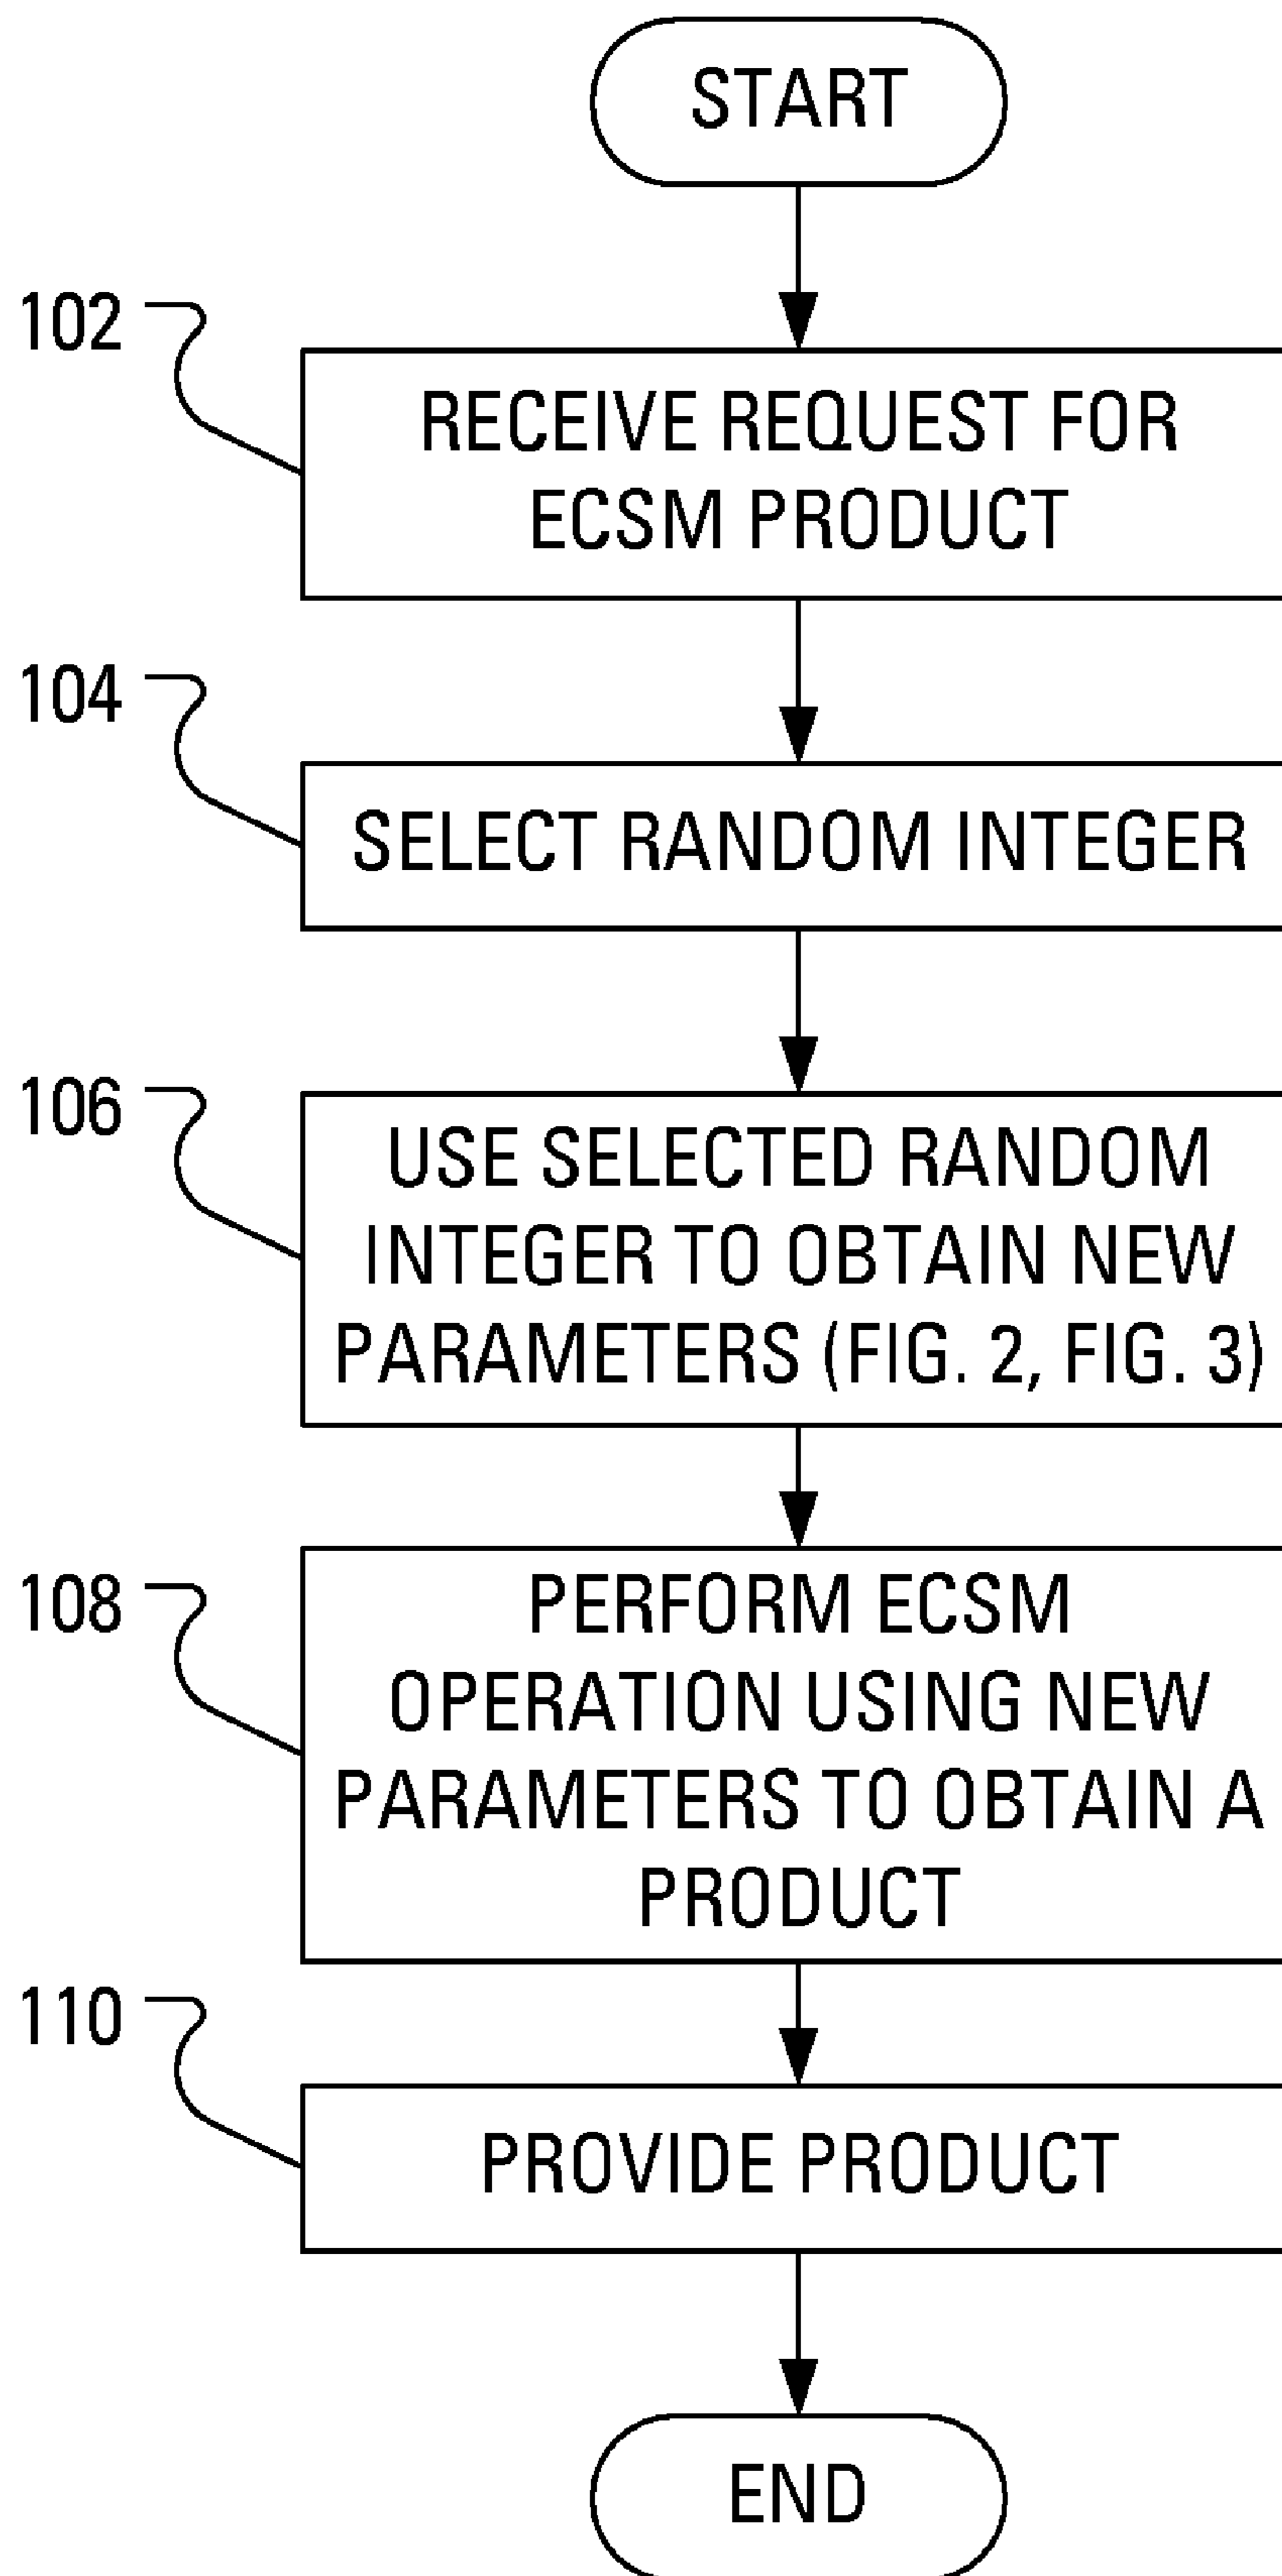 START
102
RECEIVE REQUEST FOR
ECSM PRODUCT
104
SELECT RANDOM INTEGER
106
USE SELECTED RANDOM
INTEGER TO OBTAIN NEW
PARAMETERS (FIG. 2, FIG. 3)
108
PERFORM ECSM
OPERATION USING NEW
PARAMETERS TO OBTAIN A
PRODUCT
110
PROVIDE PRODUCT
END